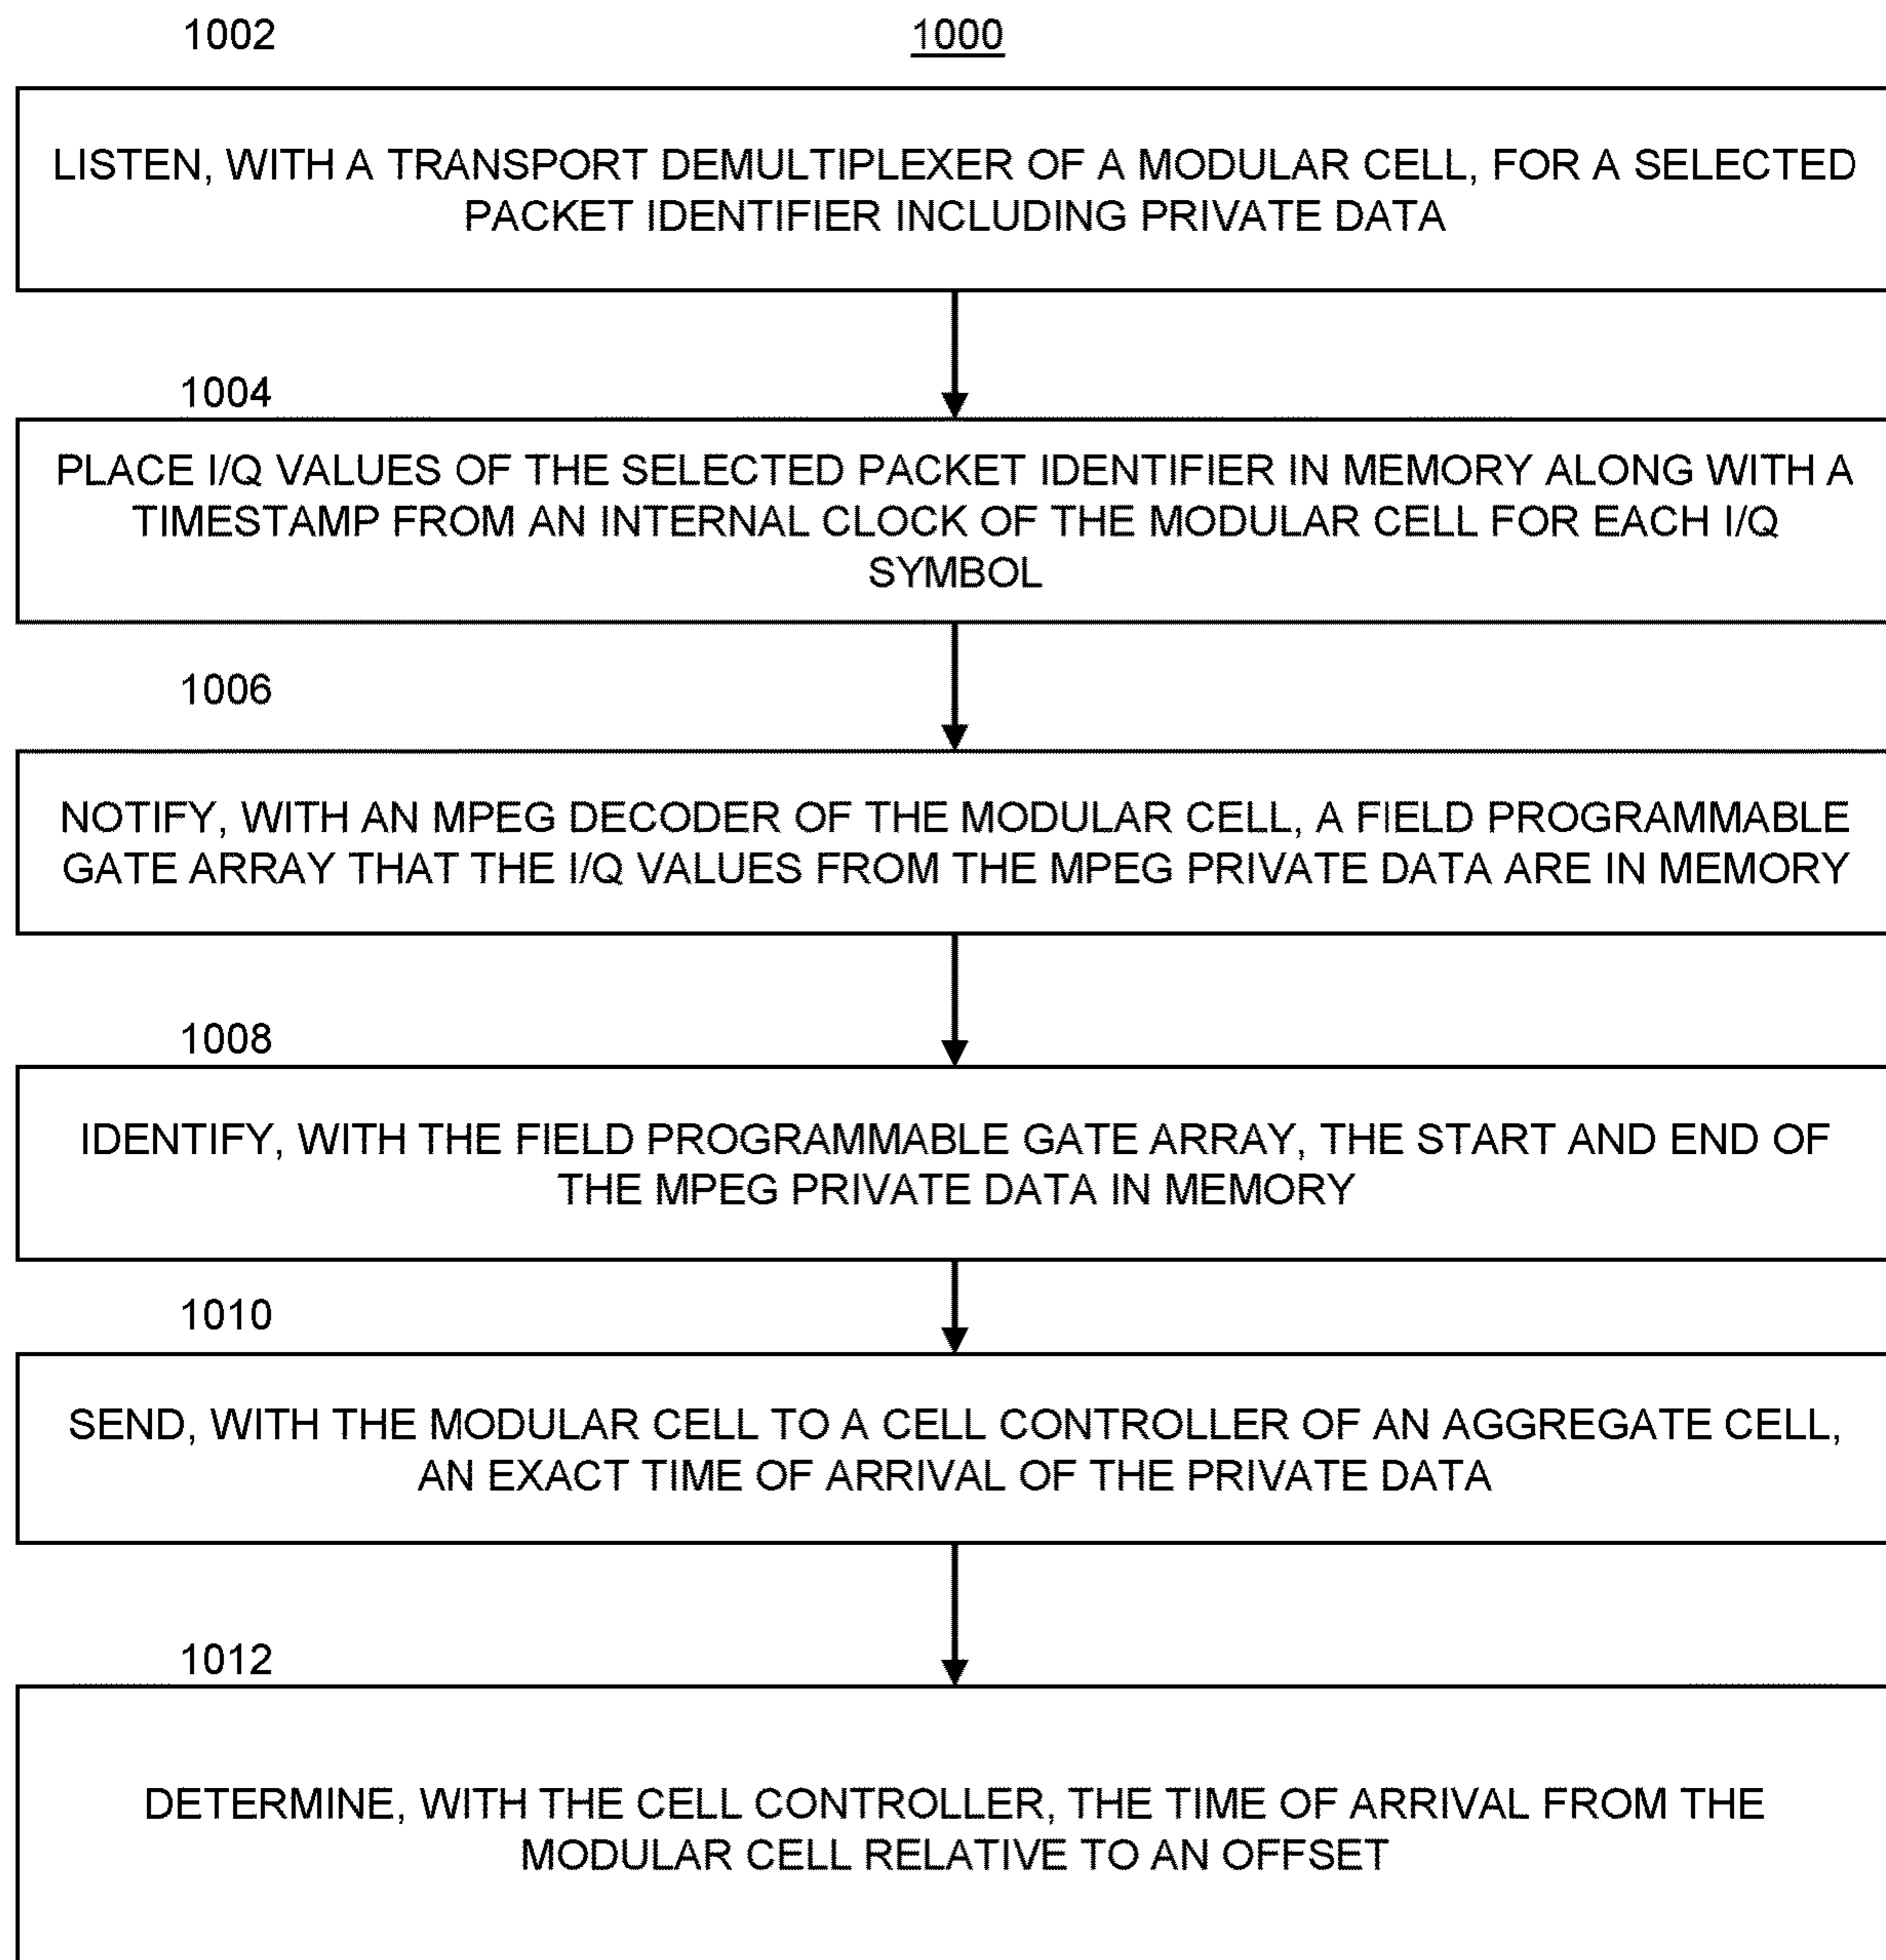 1002
1000
LISTEN, WITH A TRANSPORT DEMULTIPLEXER OF A MODULAR CELL, FOR A SELECTED
PACKET IDENTIFIER INCLUDING PRIVATE DATA
1004
PLACE I/Q VALUES OF THE SELECTED PACKET IDENTIFIER IN MEMORY ALONG WITH A
TIMESTAMP FROM AN INTERNAL CLOCK OF THE MODULAR CELL FOR EACH I/Q
SYMBOL
1006
NOTIFY, WITH AN MPEG DECODER OF THE MODULAR CELL, A FIELD PROGRAMMABLE
GATE ARRAY THAT THE I/Q VALUES FROM THE MPEG PRIVATE DATA ARE IN MEMORY
1008
IDENTIFY, WITH THE FIELD PROGRAMMABLE GATE ARRAY, THE START AND END OF
THE MPEG PRIVATE DATA IN MEMORY
1010
SEND, WITH THE MODULAR CELL TO A CELL CONTROLLER OF AN AGGREGATE CELL,
AN EXACT TIME OF ARRIVAL OF THE PRIVATE DATA
1012
DETERMINE, WITH THE CELL CONTROLLER, THE TIME OF ARRIVAL FROM THE
MODULAR CELL RELATIVE TO AN OFFSET